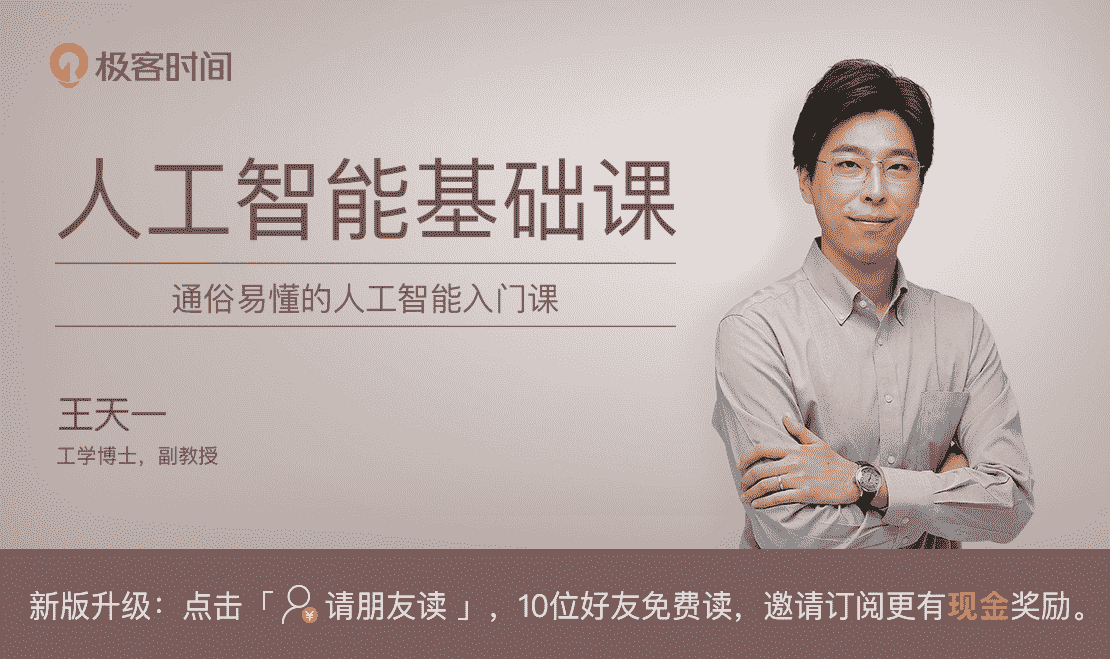 极客时间
人工智能基础课
通俗易懂的人工智能入门课
王天一
工学博士，副教授
新版升级：点击「 请朋友读 」，10位好友免费读，邀请订阅更有现金奖励。